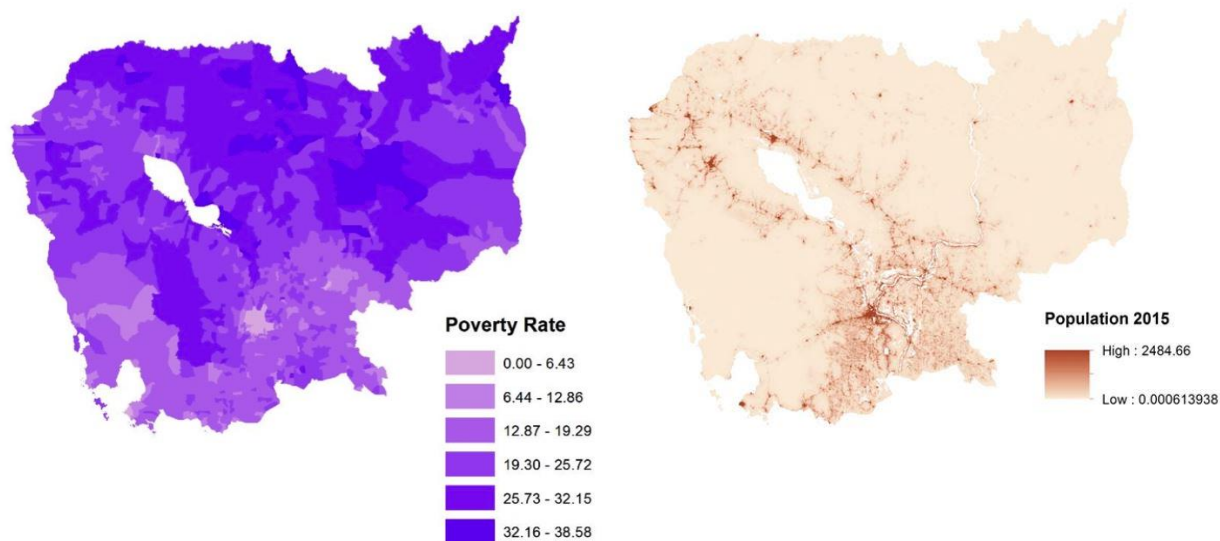 Poverty Rate
0.00 - 6.43
6.44 - 12.86
12.87 - 19.29
19.30 - 25.72
25.73 - 32.15
32.16 - 38.58
Population 2015
High : 2484.66
Low : 0.000613938